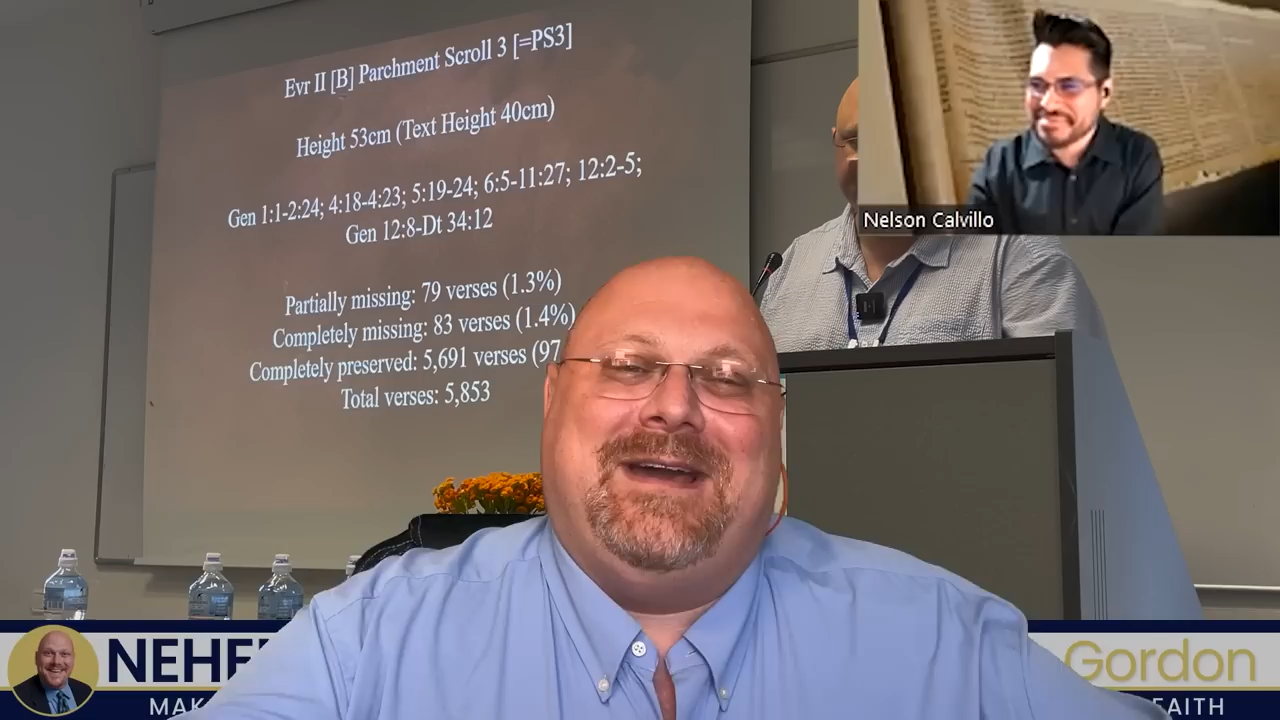 Evr II [B] Parchment Scroll 3 [=PS3]
Height 53cm (Text Height 40cm)
Gen 1:1-2:24; 4:18-4:23; 5:19-24; 6:5-11:27; 12:2-5;
Gen 12:8-Dt 34:12
Partially missing: 79 verses (1.3%)
Completely missing: 83 verses (1.4%)
Completely preserved: 5,691 verses (97
Total verses: 5,853
Nelson Calvillo
Gordon
FAITH